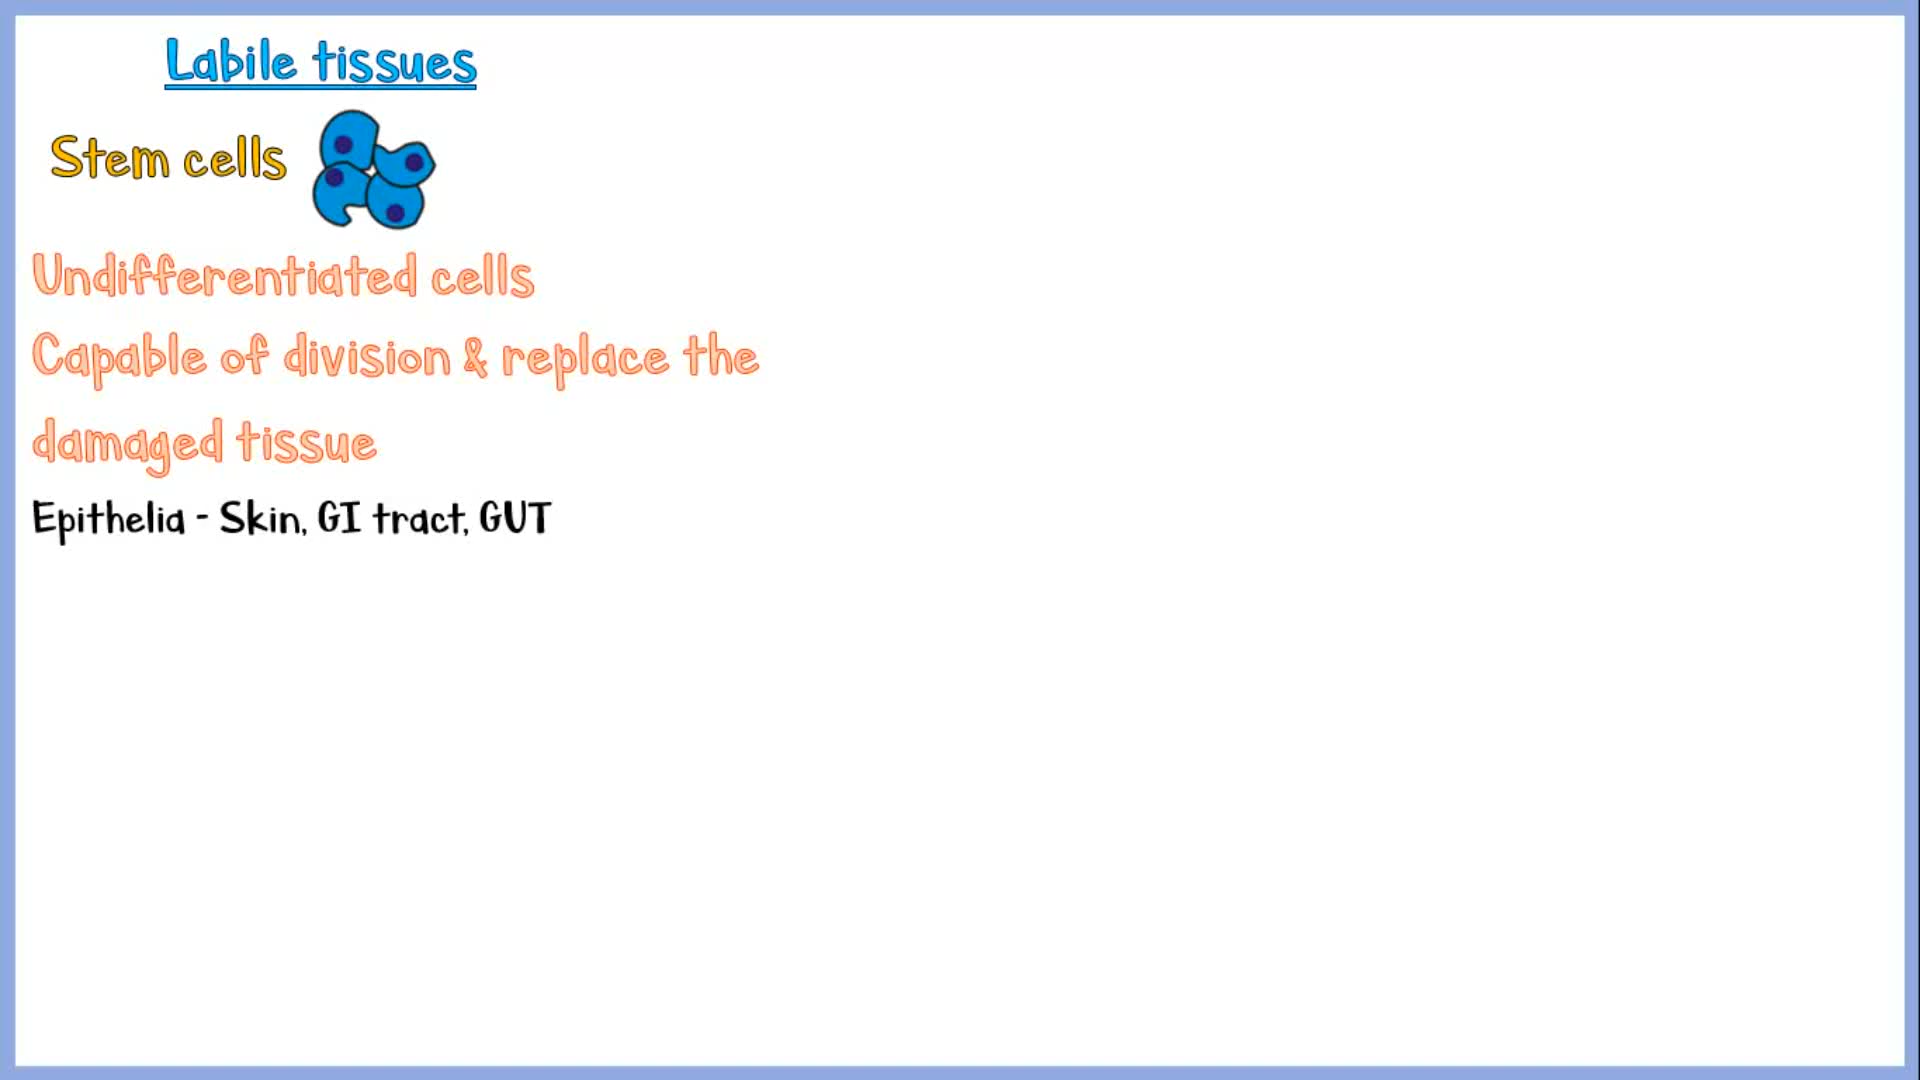 Labile tissues
Stem cells
Undifferentiated cells
Capable of division & replace the
damaged tissue
Epithelia - Skin, GI tract, GUT